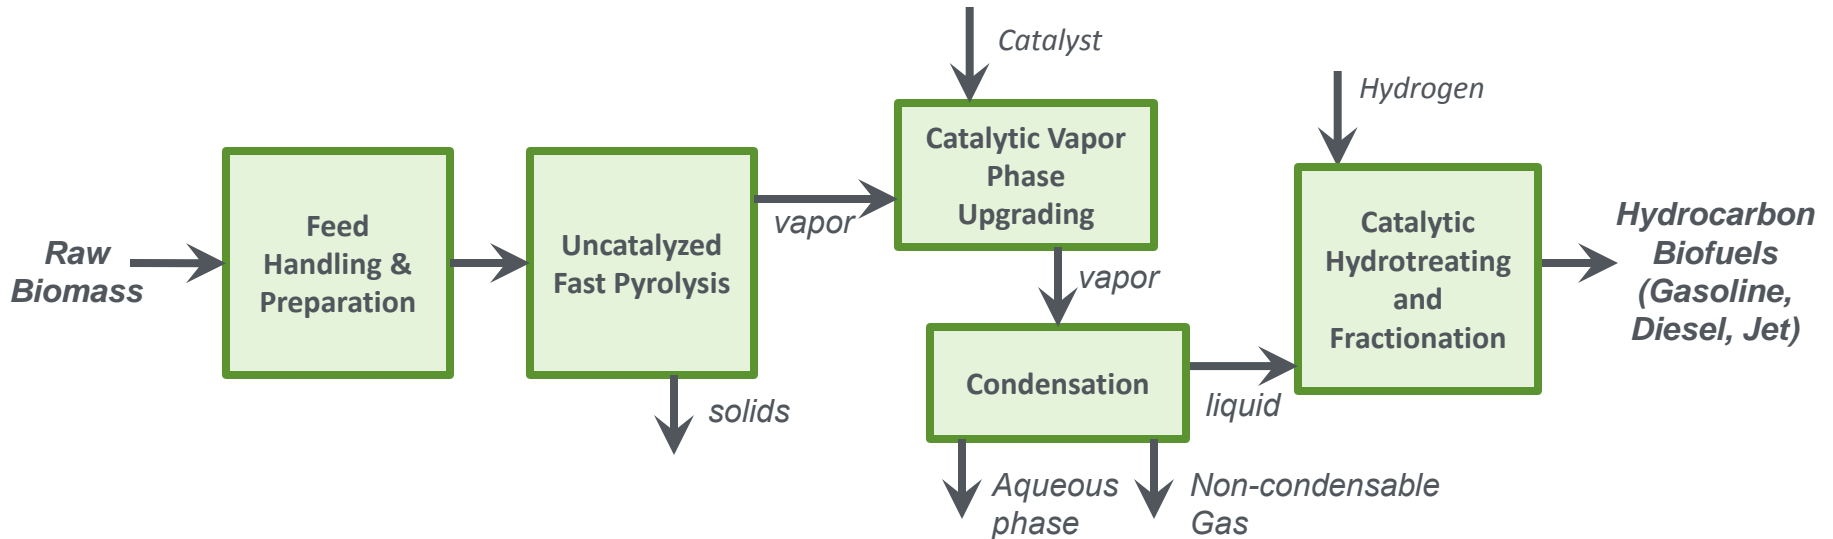 Raw
Biomass
Feed
Handling &
Preparation
Uncatalyzed
Fast Pyrolysis
solids
vapor
Catalyst
Catalytic Vapor
Phase
Upgrading
vapor
Condensation
Aqueous
phase
Non-condensable
Gas
liquid
Hydrogen
Catalytic
Hydrotreating
and
Fractionation
Hydrocarbon
Biofuels
(Gasoline,
Diesel, Jet)